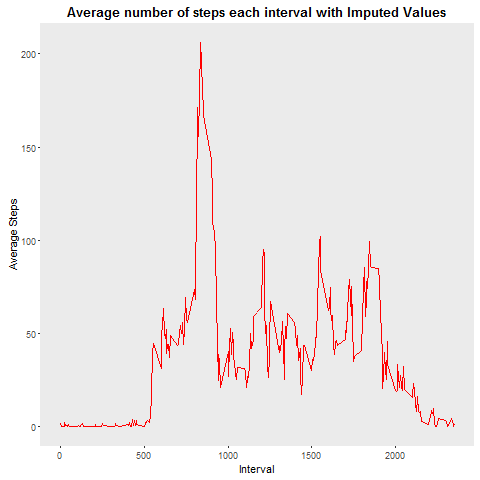 Average number of steps each interval with Imputed Values
Average Steps
200
150
100
50
0
0 500 1000 1500 2000
Interval